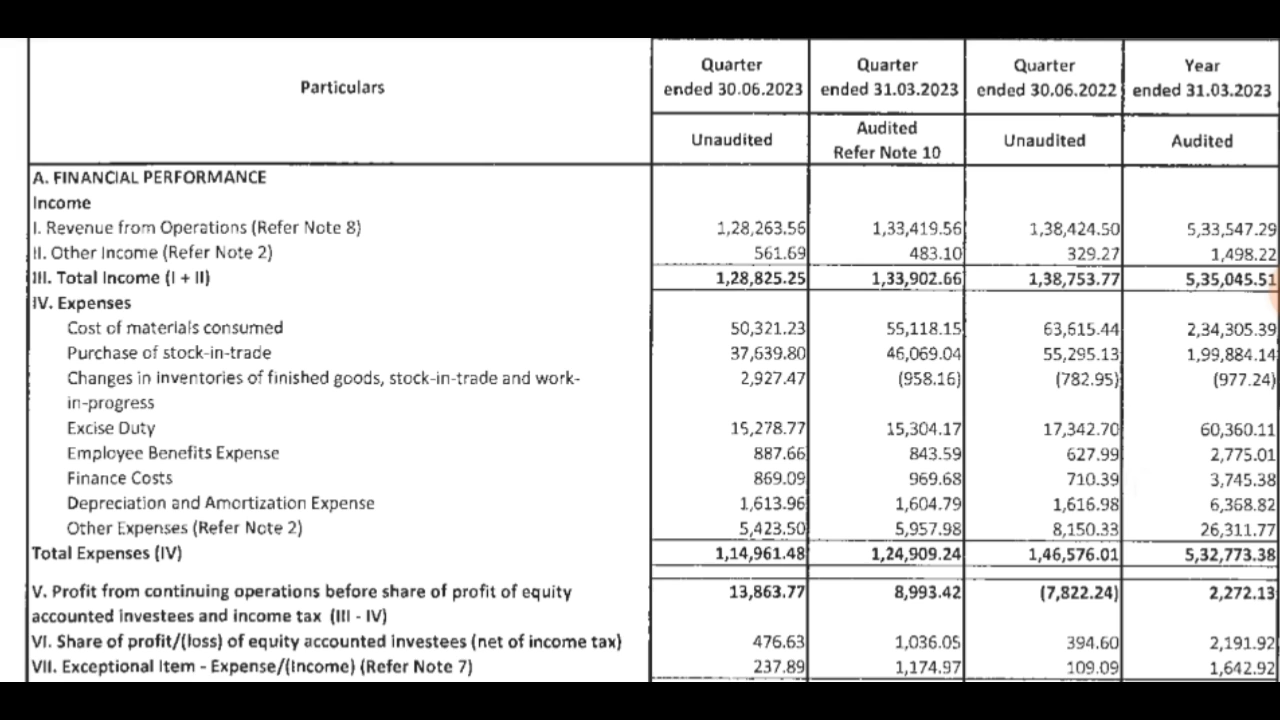 Particulars
Quarter ended 30.06.2023 Quarter ended 31.03.2023 Quarter ended 30.06.2022 Year ended 31.03.2023
Unaudited Audited Refer Note 10 Unaudited Audited
A. FINANCIAL PERFORMANCE
Income
I. Revenue from Operations (Refer Note 8) 1,28,263.56 1,33,419.56 1,38,424.50 5,33,547.29
II. Other Income (Refer Note 2) 561.69 483.10 329.27 1,498.22
III. Total Income (I + II) 1,28,825.25 1,33,902.66 1,38,753.77 5,35,045.51
IV. Expenses
Cost of materials consumed 50,321.23 55,118.15 63,615.44 2,34,305.39
Purchase of stock-in-trade 37,639.80 46,069.04 55,295.13 1,99,884.14
Changes in inventories of finished goods, stock-in-trade and work- 2,927.47 (958.16) (782.95) (977.24)
in-progress
Excise Duty 15,278.77 15,304.17 17,342.70 60,360.11
Employee Benefits Expense 887.66 843.59 627.99 2,775.01
Finance Costs 869.09 969.68 710.39 3,745.38
Depreciation and Amortization Expense 1,613.96 1,604.79 1,616.98 6,368.82
Other Expenses (Refer Note 2) 5,423.50 5,957.98 8,150.33 26,311.77
Total Expenses (IV) 1,14,961.48 1,24,909.24 1,46,576.01 5,32,773.38
V. Profit from continuing operations before share of profit of equity 13,863.77 8,993.42 (7,822.24) 2,272.13
accounted investees and income tax (III - IV)
VI. Share of profit/(loss) of equity accounted investees (net of income tax) 476.63 1,036.05 394.60 2,191.92
VII. Exceptional Item - Expense/(Income) (Refer Note 7) 237.89 1,174.97 109.09 1,642.92